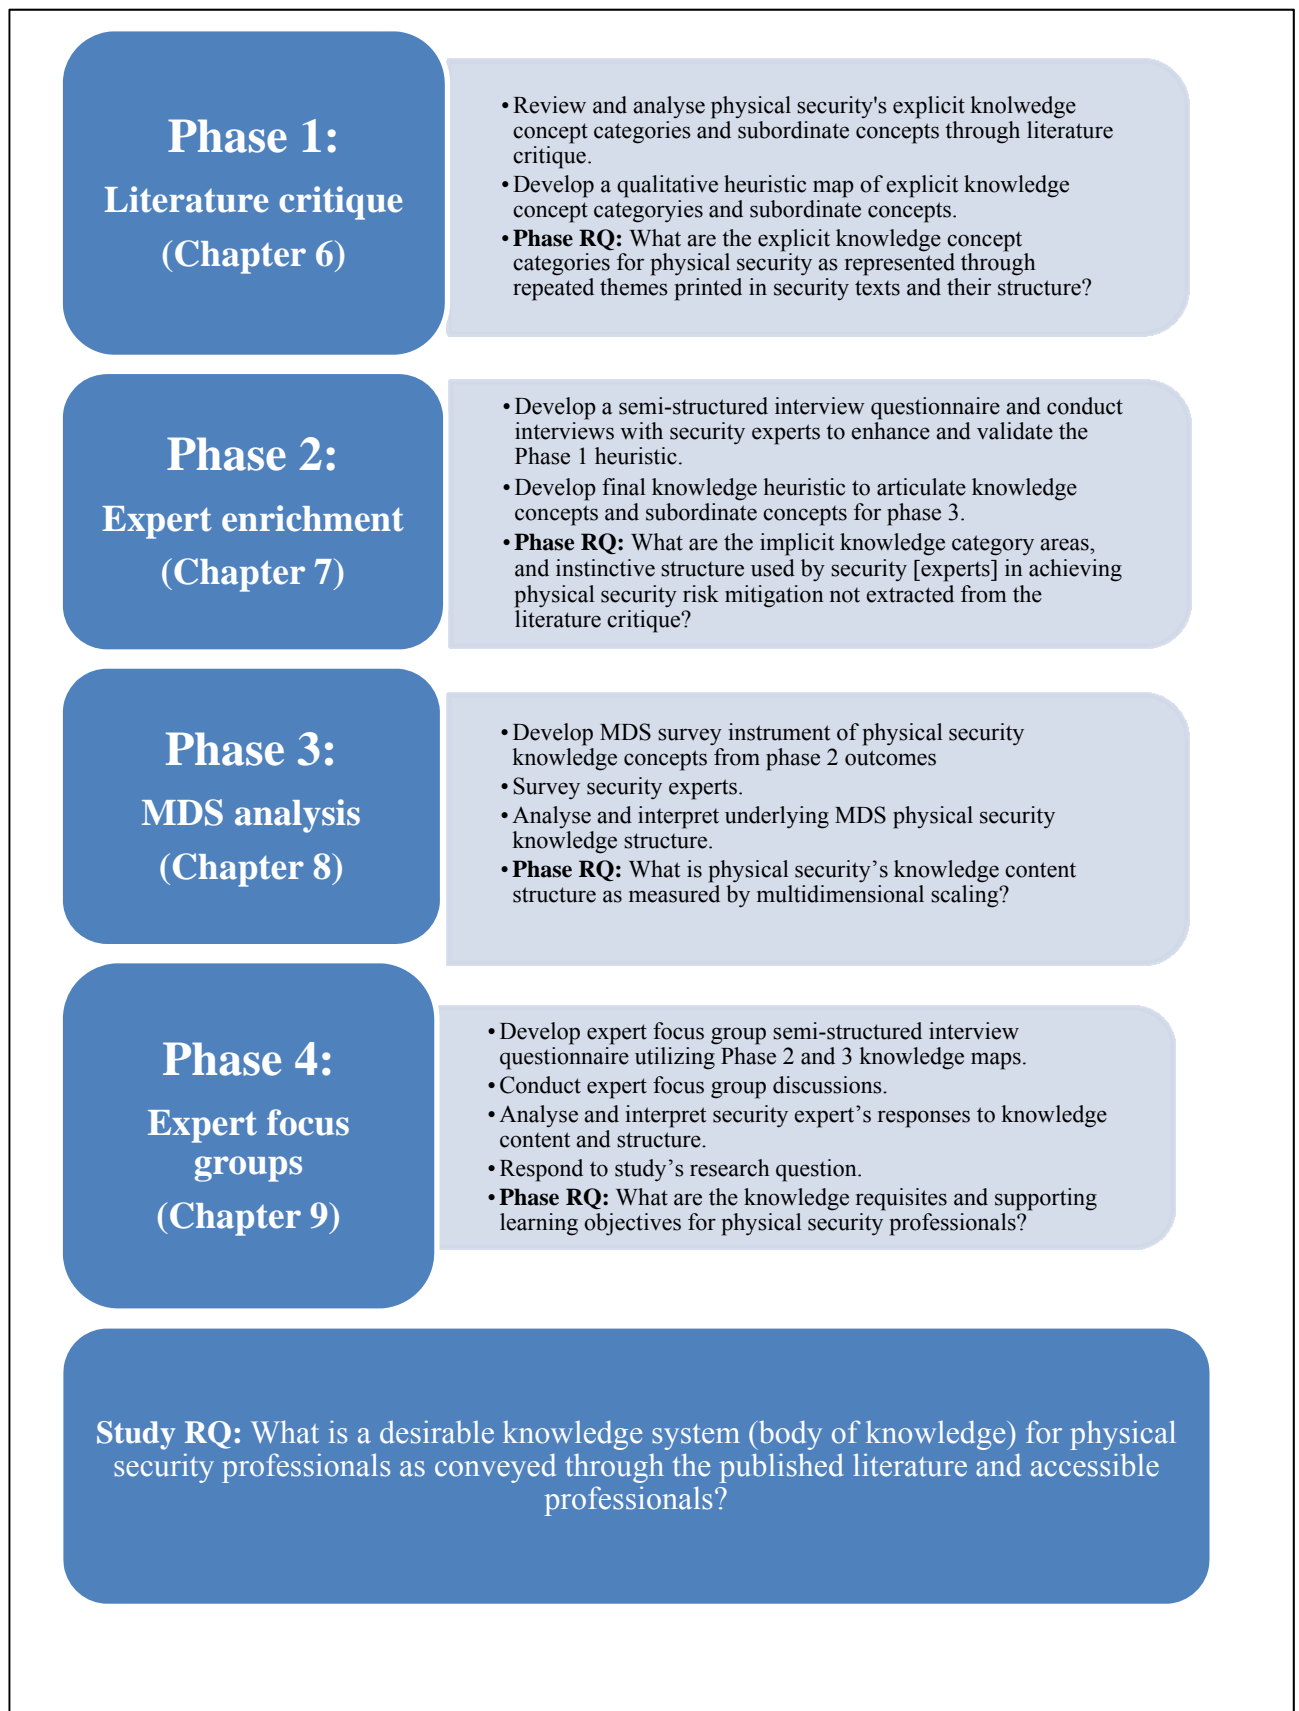 Phase 1:
Literature critique
(Chapter 6)
• Review and analyse physical security's explicit knolwedge
concept categories and subordinate concepts through literature
critique.
• Develop a qualitative heuristic map of explicit knowledge
concept categoryies and subordinate concepts.
• Phase RQ: What are the explicit knowledge concept
categories for physical security as represented through
repeated themes printed in security texts and their structure?
Phase 2:
Expert enrichment
(Chapter 7)
• Develop a semi-structured interview questionnaire and conduct
interviews with security experts to enhance and validate the
Phase 1 heuristic.
• Develop final knowledge heuristic to articulate knowledge
concepts and subordinate concepts for phase 3.
• Phase RQ: What are the implicit knowledge category areas,
and instinctive structure used by security [experts] in achieving
physical security risk mitigation not extracted from the
literature critique?
Phase 3:
MDS analysis
(Chapter 8)
• Develop MDS survey instrument of physical security
knowledge concepts from phase 2 outcomes
• Survey security experts.
• Analyse and interpret underlying MDS physical security
knowledge structure.
• Phase RQ: What is physical security’s knowledge content
structure as measured by multidimensional scaling?
Phase 4:
Expert focus
groups
(Chapter 9)
• Develop expert focus group semi-structured interview
questionnaire utilizing Phase 2 and 3 knowledge maps.
• Conduct expert focus group discussions.
• Analyse and interpret security expert’s responses to knowledge
content and structure.
• Respond to study’s research question.
• Phase RQ: What are the knowledge requisites and supporting
learning objectives for physical security professionals?
Study RQ: What is a desirable knowledge system (body of knowledge) for physical
security professionals as conveyed through the published literature and accessible
professionals?